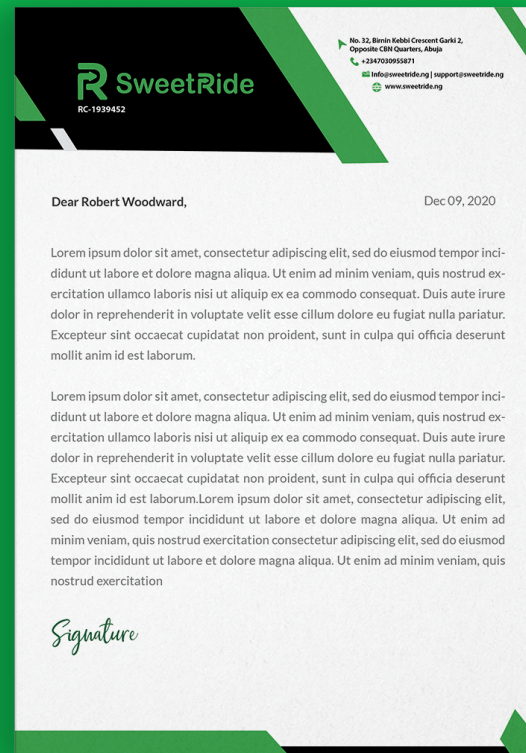 SweetRide
RC-1939452
No. 32, Birnin Kebbi Crescent Garki 2,
Opposite CBN Quarters, Abuja
+2347030955871
Info@sweetride.ng | support@sweetride.ng
www.sweetride.ng
Dear Robert Woodward,
Dec 09, 2020
Lorem ipsum dolor sit amet, consectetur adipiscing elit, sed do eiusmod tempor inci-
didunt ut labore et dolore magna aliqua. Ut enim ad minim veniam, quis nostrud ex-
ercitation ullamco laboris nisi ut aliquip ex ea commodo consequat. Duis aute irure
dolor in reprehenderit in voluptate velit esse cillum dolore eu fugiat nulla pariatur.
Excepteur sint occaecat cupidatat non proident, sunt in culpa qui officia deserunt
mollit anim id est laborum.
Lorem ipsum dolor sit amet, consectetur adipiscing elit, sed do eiusmod tempor inci-
didunt ut labore et dolore magna aliqua. Ut enim ad minim veniam, quis nostrud ex-
ercitation ullamco laboris nisi ut aliquip ex ea commodo consequat. Duis aute irure
dolor in reprehenderit in voluptate velit esse cillum dolore eu fugiat nulla pariatur.
Excepteur sint occaecat cupidatat non proident, sunt in culpa qui officia deserunt
mollit anim id est laborum.Lorem ipsum dolor sit amet, consectetur adipiscing elit,
sed do eiusmod tempor incididunt ut labore et dolore magna aliqua. Ut enim ad
minim veniam, quis nostrud exercitation consectetur adipiscing elit, sed do eiusmod
tempor incididunt ut labore et dolore magna aliqua. Ut enim ad minim veniam, quis
nostrud exercitation
Signature